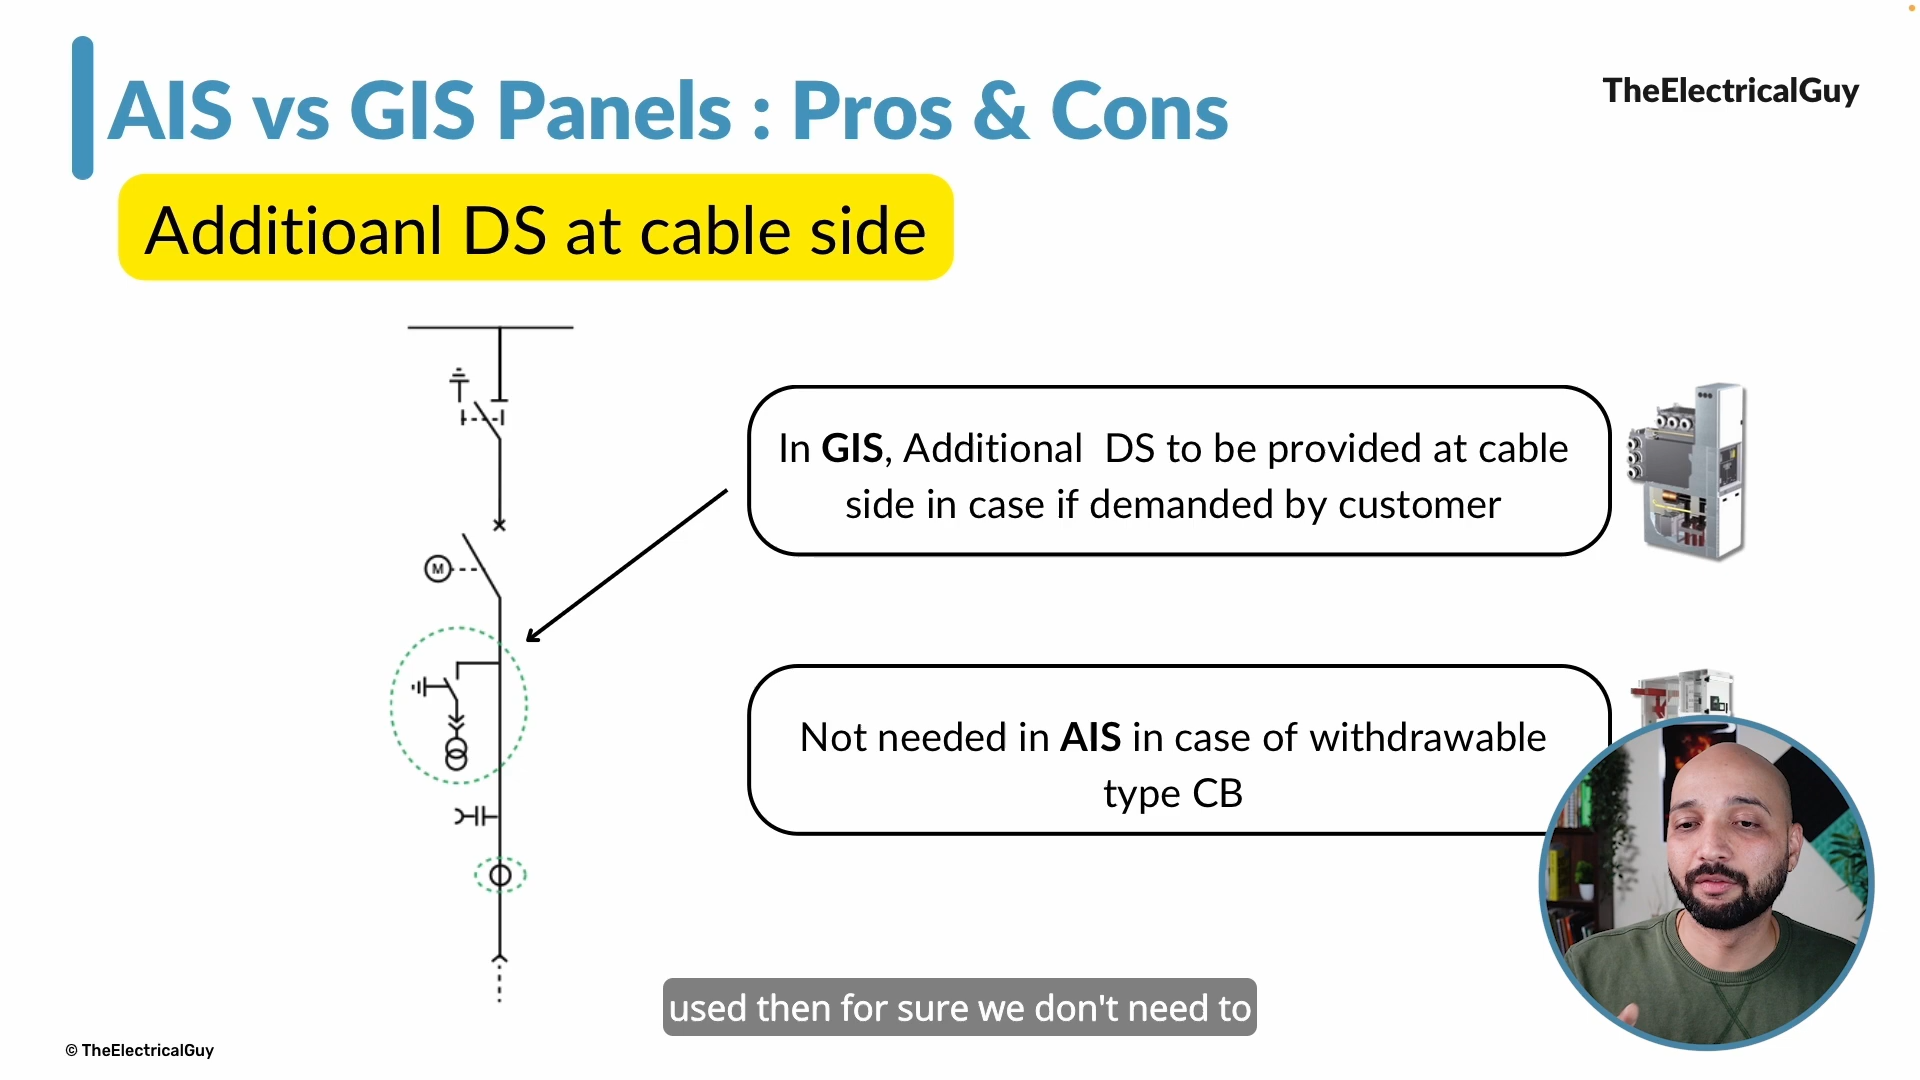 AIS vs GIS Panels : Pros & Cons
TheElectricalGuy
Additioanl DS at cable side
In GIS, Additional DS to be provided at cable
side in case if demanded by customer
M
Not needed in AIS in case of withdrawable
type CB
used then for sure we don't need to
© TheElectricalGuy